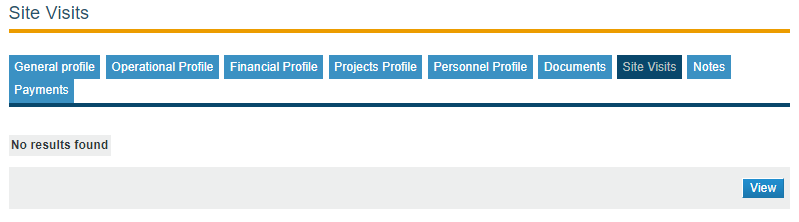 Site Visits
General profile Operational Profile Financial Profile Projects Profile Personnel Profile Documents Site Visits Notes
Payments
No results found
View